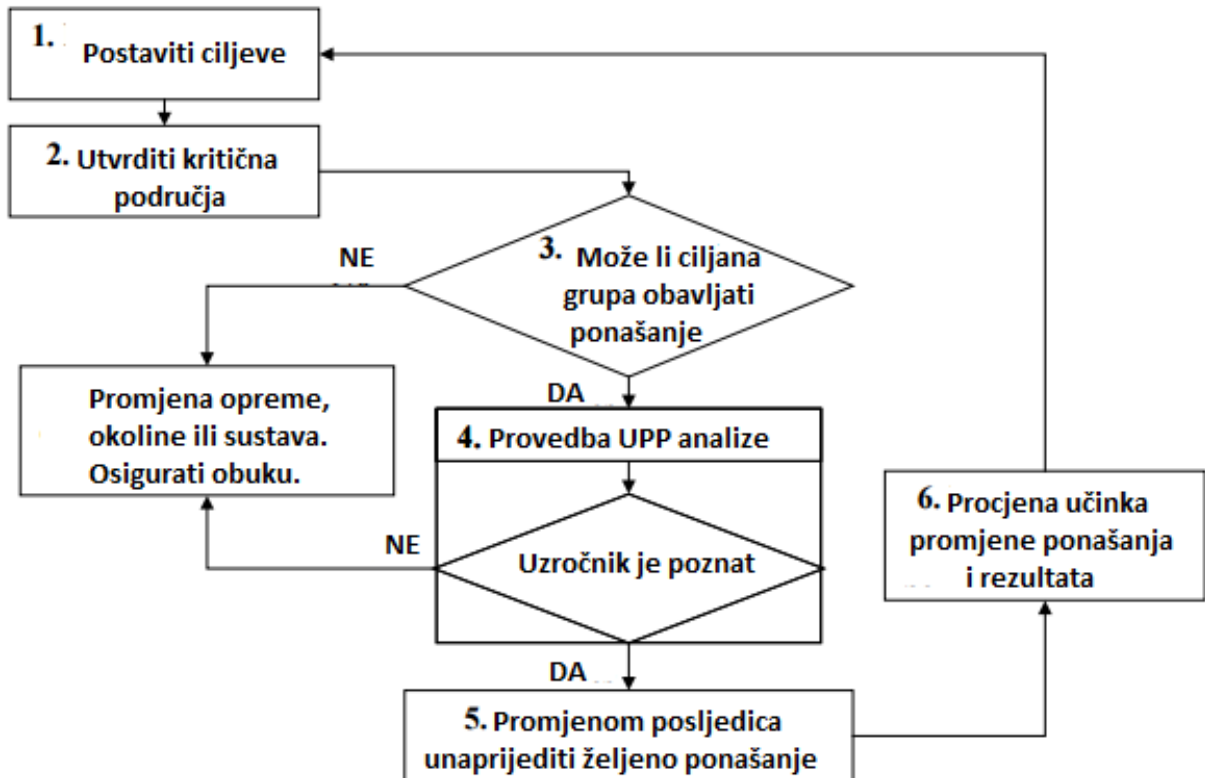 1.
Postaviti ciljeve
2. Utvrditi kritična
područja
3. Može li ciljana
grupa obavljati
ponašanje
NE
DA
Promjena opreme,
okoline ili sustava.
Osigurati obuku.
4. Provedba UPP analize
Uzročnik je poznat
NE
DA
5. Promjenom posljedica
unaprijediti željeno ponašanje
6. Procjena učinka
promjene ponašanja
i rezultata